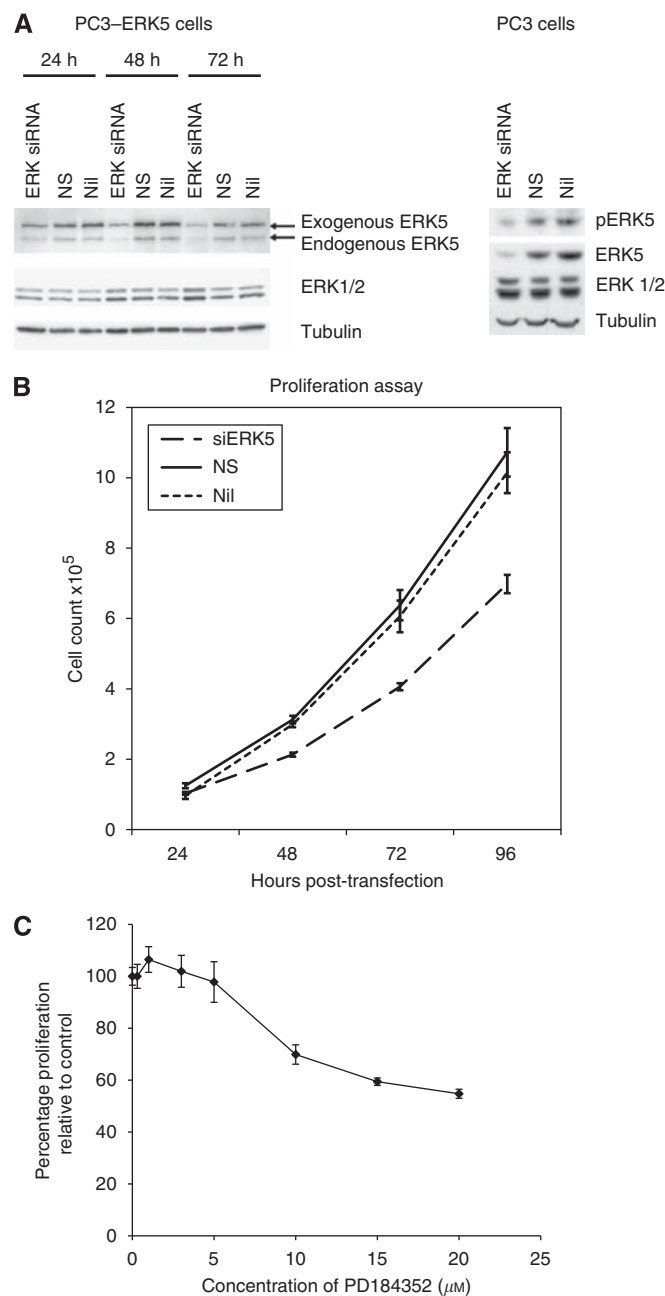 A
PC3–ERK5 cells
PC3 cells
24 h
48 h
72 h
ERK siRNA
NS
Nil
ERK siRNA
NS
Nil
ERK siRNA
NS
Nil
ERK siRNA
NS
Nil
Exogenous ERK5
Endogenous ERK5
ERK1/2
Tubulin
pERK5
ERK5
ERK 1/2
Tubulin
B
Proliferation assay
12
10
8
6
4
2
0
Cell count x10⁵
siERK5
NS
Nil
24
48
72
96
Hours post-transfection
C
120
100
80
60
40
20
0
Percentage proliferation
relative to control
0
5
10
15
20
25
Concentration of PD184352 (μM)